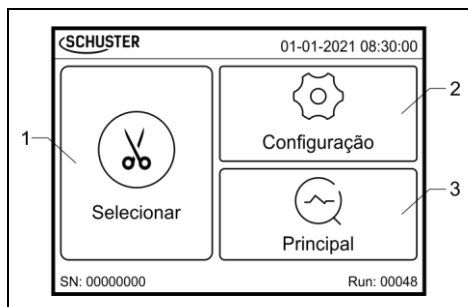 SCHUSTER
01-01-2021 08:30:00
1
Selecionar
2
Configuração
3
Principal
SN: 00000000
Run: 00048